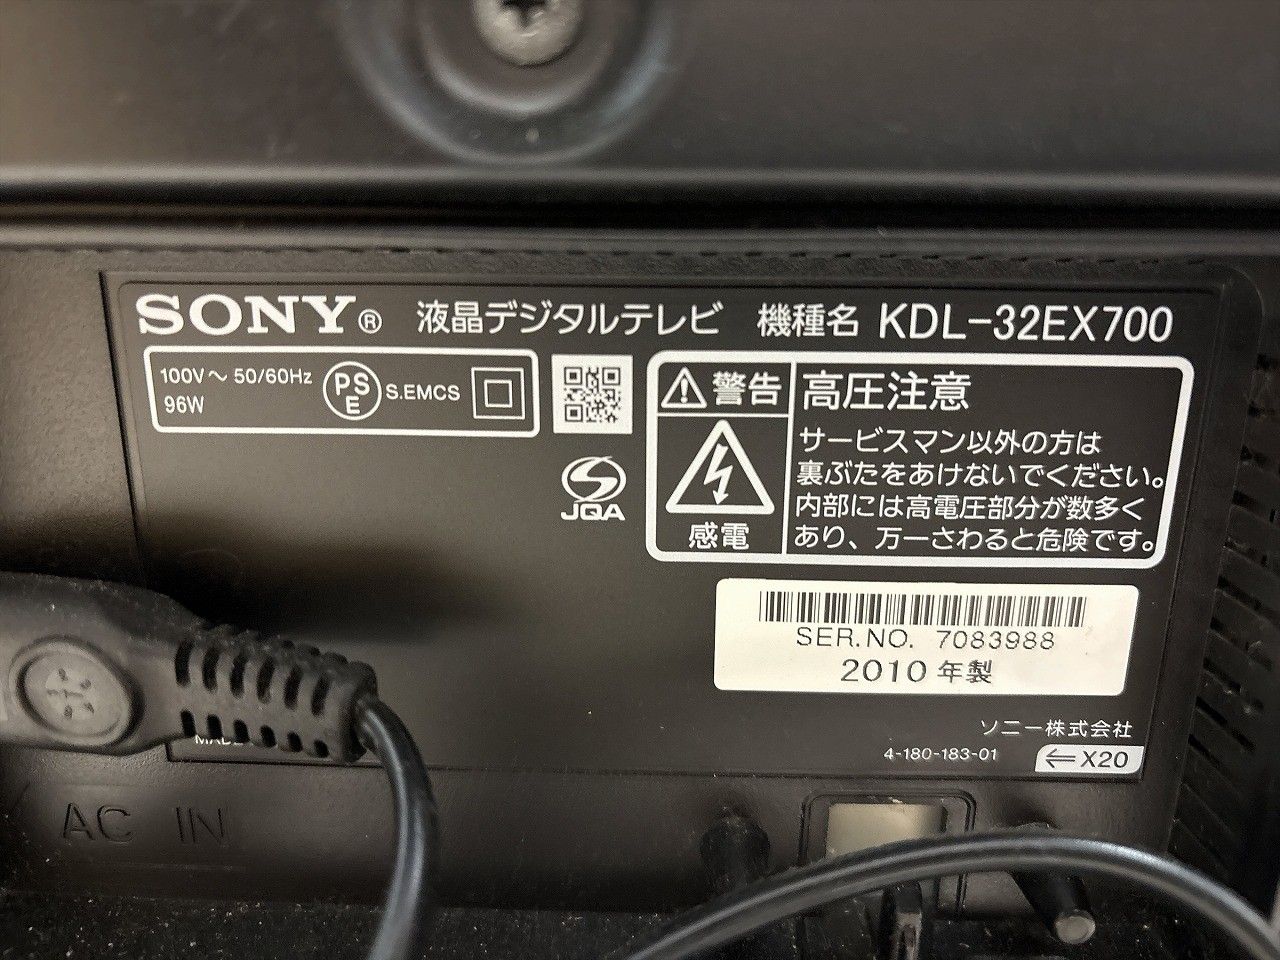 SONY® 液晶デジタルテレビ 機種名 KDL-32EX700
100V～ 50/60Hz
96W
PS
E
S.EMCS
JQA
警告
感電
高圧注意
サービスマン以外の方は
裏ぶたをあけないでください。
内部には高電圧部分が数多く
あり、万一さわると危険です。
SER.NO. 7083988
2010 年製
ソニー株式会社
4-180-183-01
⇐X20
AC IN